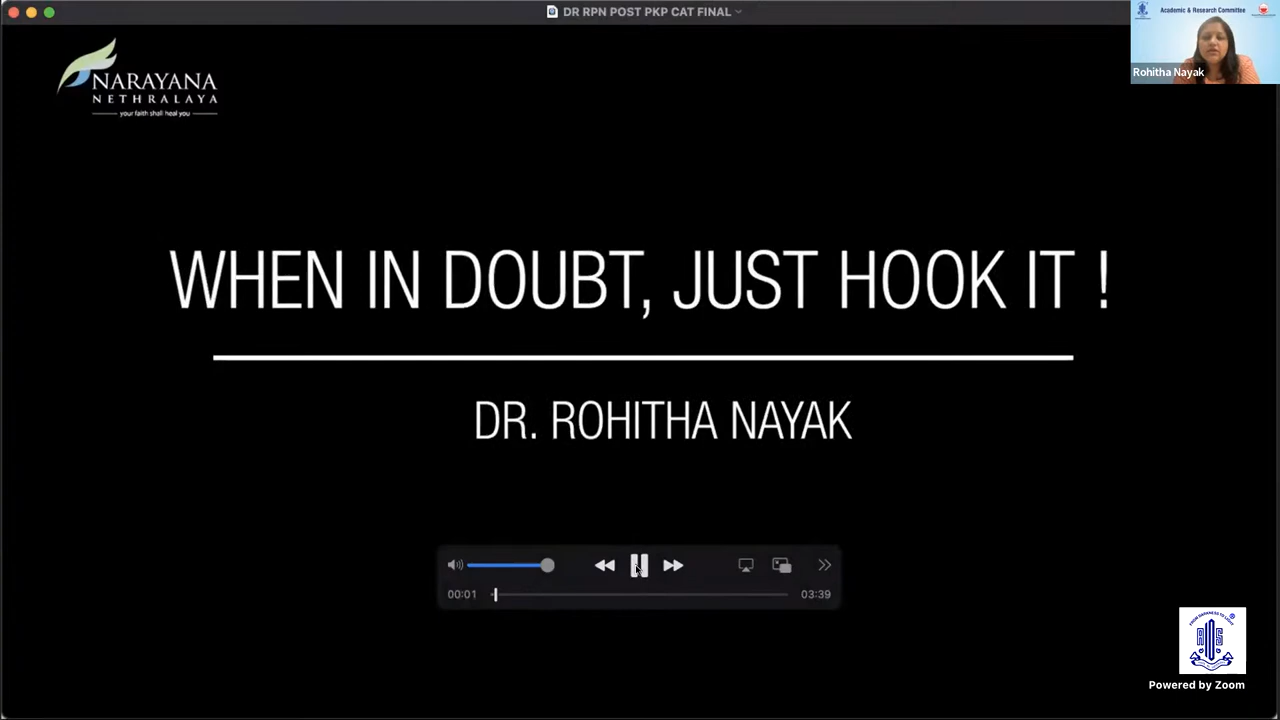 DR RPN POST PKP CAT FINAL
Academic & Research Committee
Rohitha Nayak
NARAYANA
NETHRALAYA
your faith shall heal you
WHEN IN DOUBT, JUST HOOK IT !
DR. ROHITHA NAYAK
00:01
03:39
Powered by Zoom